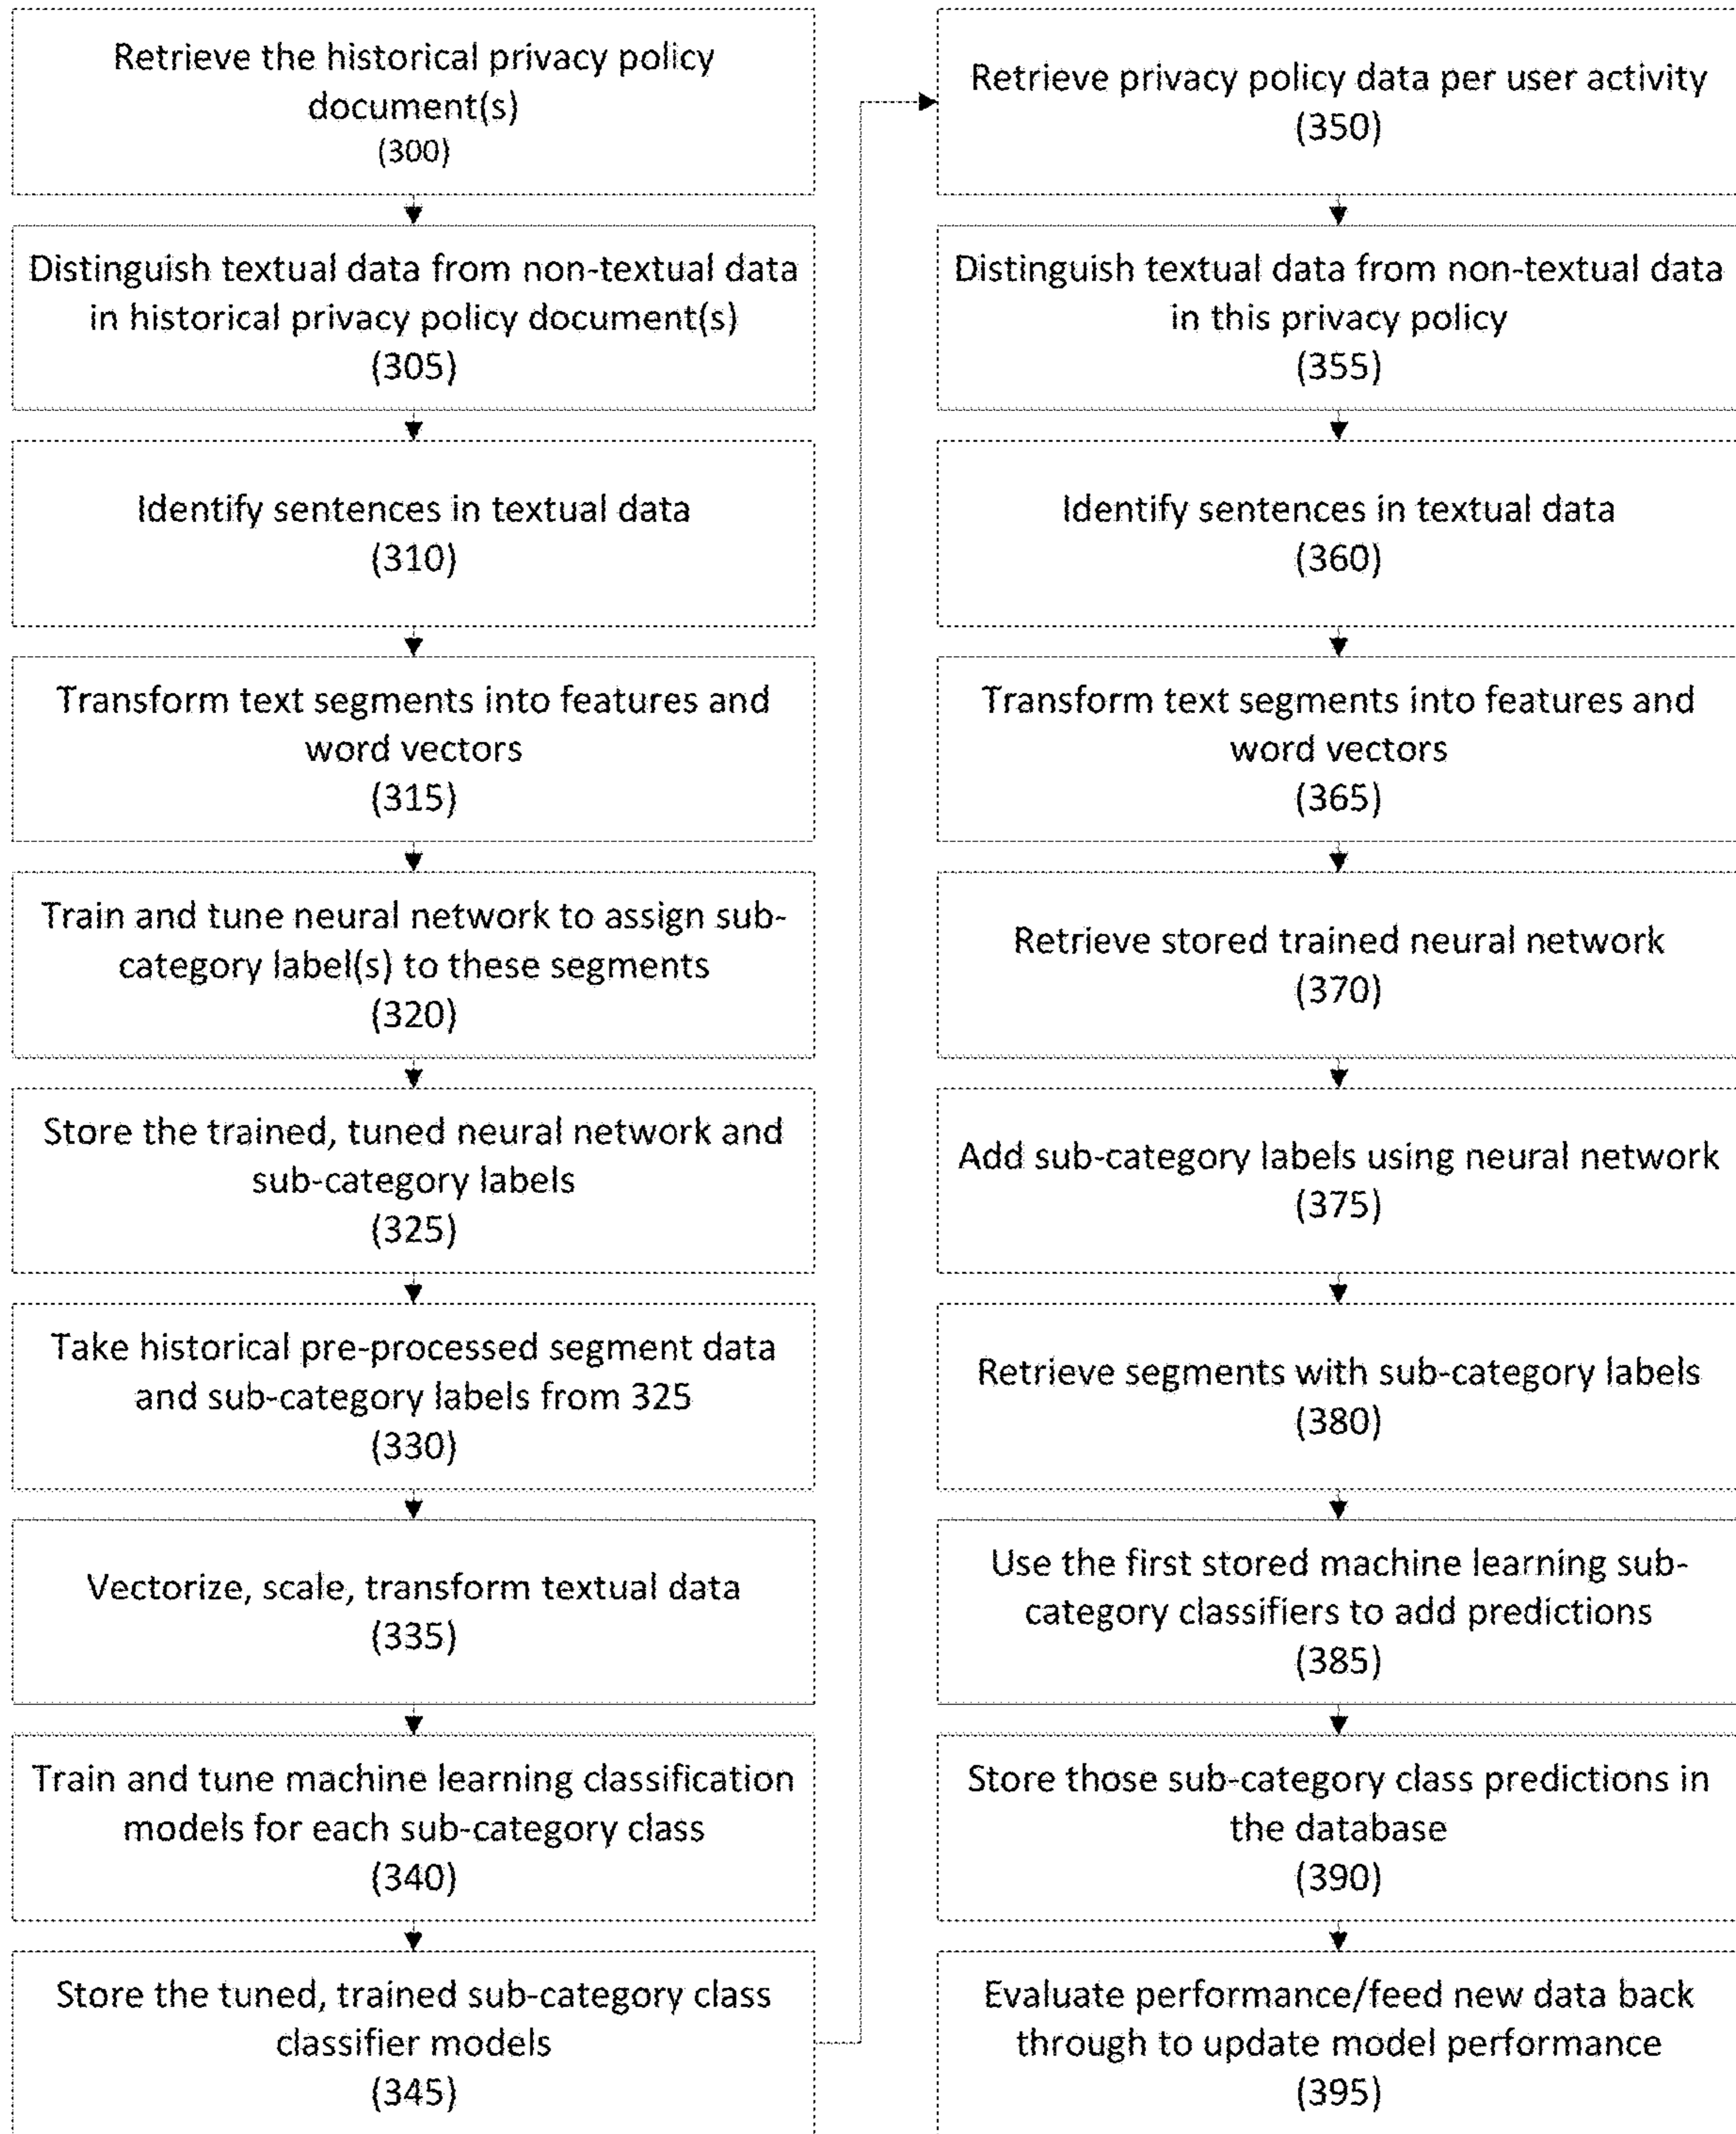 Retrieve the historical privacy policy
document(s)
(300)
Distinguish textual data from non-textual data
in historical privacy policy document(s)
(305)
Identify sentences in textual data
(310)
Transform text segments into features and
word vectors
(315)
Train and tune neural network to assign sub-
category label(s) to these segments
(320)
Store the trained, tuned neural network and
sub-category labels
(325)
Take historical pre-processed segment data
and sub-category labels from 325
(330)
Vectorize, scale, transform textual data
(335)
Train and tune machine learning classification
models for each sub-category class
(340)
Store the tuned, trained sub-category class
classifier models
(345)
Retrieve privacy policy data per user activity
(350)
Distinguish textual data from non-textual data
in this privacy policy
(355)
Identify sentences in textual data
(360)
Transform text segments into features and
word vectors
(365)
Retrieve stored trained neural network
(370)
Add sub-category labels using neural network
(375)
Retrieve segments with sub-category labels
(380)
Use the first stored machine learning sub-
category classifiers to add predictions
(385)
Store those sub-category class predictions in
the database
(390)
Evaluate performance/feed new data back
through to update model performance
(395)